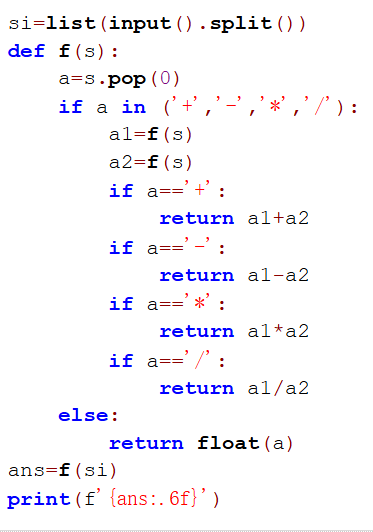 si=list(input().split())
def f(s):
    a=s.pop(0)
    if a in ('+','-','*','/'):
        a1=f(s)
        a2=f(s)
        if a=='+':
            return a1+a2
        if a=='-':
            return a1-a2
        if a=='*':
            return a1*a2
        if a=='/':
            return a1/a2
    else:
        return float(a)
ans=f(si)
print(f'{ans:.6f}')